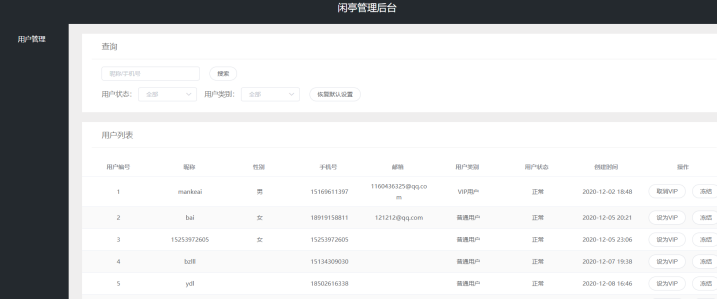 闲亭管理后台
用户管理
查询
昵称/手机号 搜索
用户状态： 全部 用户类别： 全部 恢复默认设置
用户列表
用户编号 昵称 性别 手机号 邮箱 用户类别 用户状态 创建时间 操作
1 mankeai 男 15169611397 1160436325@qq.co
m VIP用户 正常 2020-12-02 18:48 取消VIP 冻结
2 bai 女 18919158811 121212@qq.com 普通用户 正常 2020-12-05 20:21 设为VIP 冻结
3 15253972605 女 15253972605 普通用户 正常 2020-12-05 23:06 设为VIP 冻结
4 bzlll 15134309030 普通用户 正常 2020-12-07 19:38 设为VIP 冻结
5 ydl 18502616338 普通用户 正常 2020-12-08 16:46 设为VIP 冻结